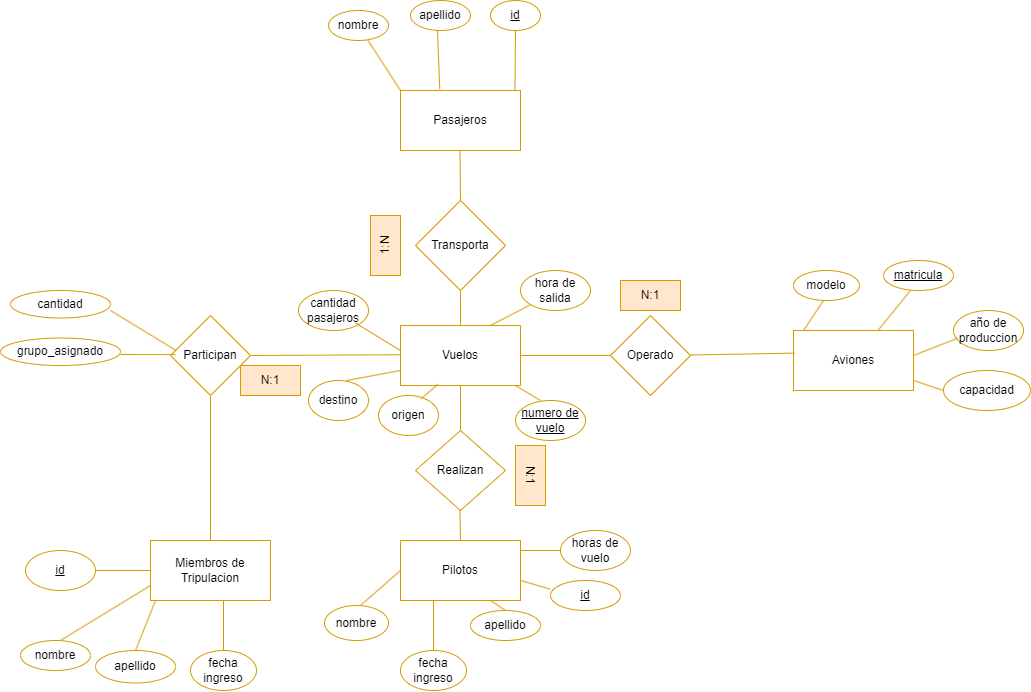 nombre
apellido
id
Pasajeros
N:1
Transporta
cantidad
grupo_asignado
Participan
N:1
cantidad
pasajeros
hora de
salida
Vuelos
destino
origen
numero de
vuelo
N:1
Operado
modelo
matricula
Aviones
año de
produccion
capacidad
Realizan
N:1
Miembros de
Tripulacion
id
nombre
apellido
fecha
ingreso
Pilotos
horas de
vuelo
id
nombre
apellido
fecha
ingreso